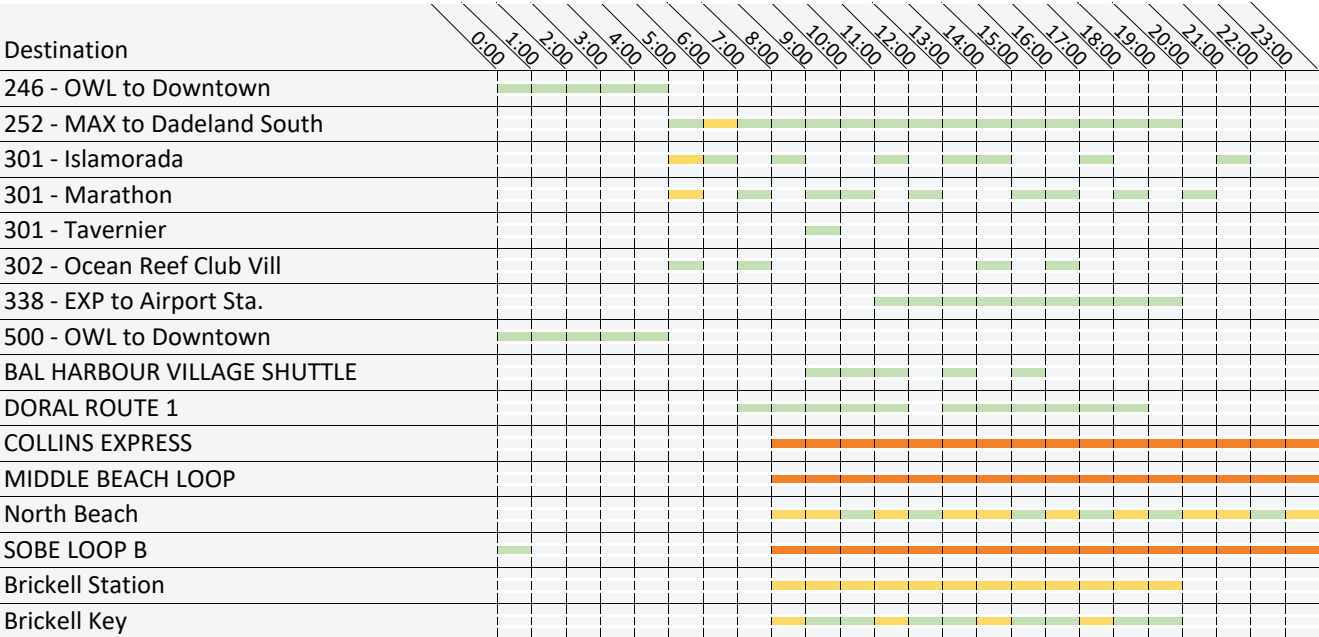 Destination 0:00 1:00 2:00 3:00 4:00 5:00 6:00 7:00 8:00 9:00 10:00 11:00 12:00 13:00 14:00 15:00 16:00 17:00 18:00 19:00 20:00 21:00 22:00 23:00
246 - OWL to Downtown
252 - MAX to Dadeland South
301 - Islamorada
301 - Marathon
301 - Tavernier
302 - Ocean Reef Club Vill
338 - EXP to Airport Sta.
500 - OWL to Downtown
BAL HARBOUR VILLAGE SHUTTLE
DORAL ROUTE 1
COLLINS EXPRESS
MIDDLE BEACH LOOP
North Beach
SOBE LOOP B
Brickell Station
Brickell Key